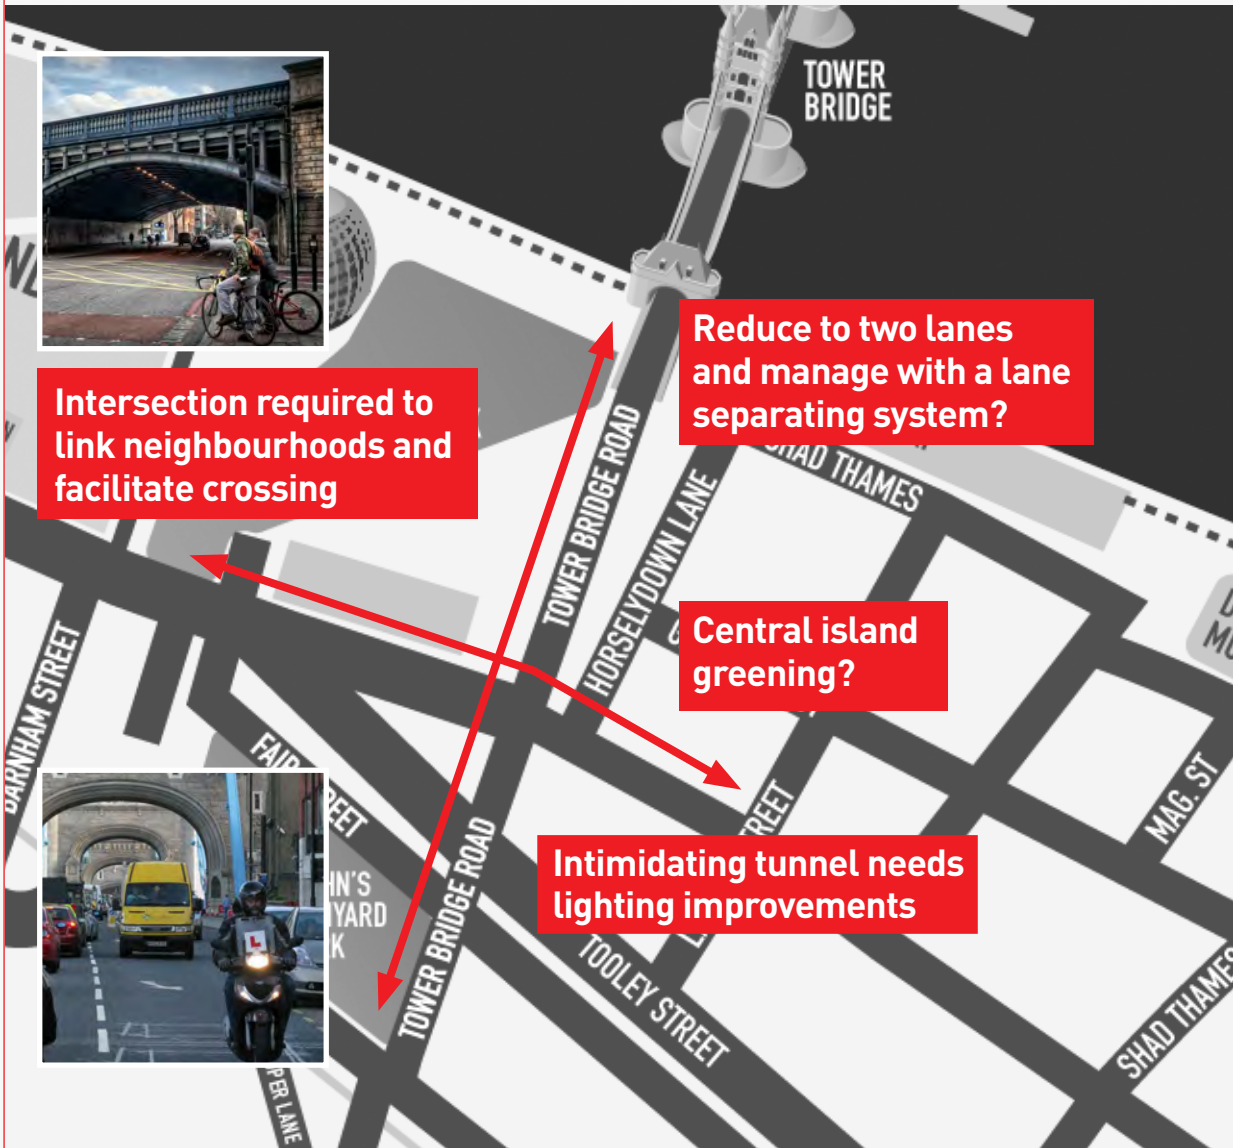 TOWER
BRIDGE
Reduce to two lanes
and manage with a lane
separating system?
Intersection required to
link neighbourhoods and
facilitate crossing
TOWER BRIDGE ROAD
HORSELYDOWN LANE
SHAD THAMES
Central island
greening?
BARNHAM STREET
FAIR
MAG. ST
Intimidating tunnel needs
lighting improvements
TOWER BRIDGE ROAD
TOOLEY STREET
SHAD THAMES
L
LANE